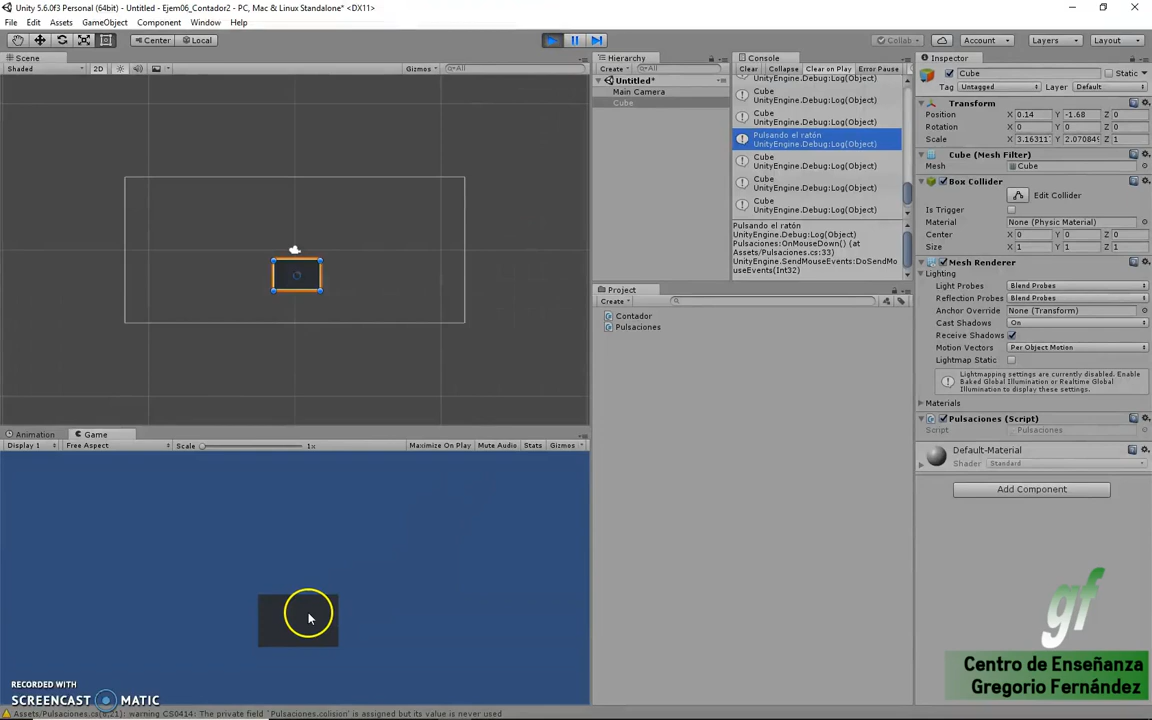 Unity 5.6.0f3 Personal (64bit) - Untitled - Ejem06_Contador2 - PC, Mac & Linux Standalone* <DX11>
File Edit Assets GameObject Component Window Help
Center Local Collab Account Layers Layout
Scene
Shaded 2D Gizmos All
Hierarchy
Create All
Untitled*
Main Camera
Cube
Console
Clear Collapse Clear on Play Error Pause
UnityEngine.Debug:Log(Object)
Cube
UnityEngine.Debug:Log(Object)
Cube
UnityEngine.Debug:Log(Object)
Pulsando el ratón
UnityEngine.Debug:Log(Object)
Cube
UnityEngine.Debug:Log(Object)
Cube
UnityEngine.Debug:Log(Object)
Cube
UnityEngine.Debug:Log(Object)
Pulsando el ratón
UnityEngine.Debug:Log(Object)
Pulsaciones:OnMouseDown() (at
Assets/Pulsaciones.cs:33)
UnityEngine.SendMouseEvents:DoSendMo
useEvents(Int32)
Project
Create
Contador
Pulsaciones
Inspector
Cube Static
Tag Untagged Layer Default
Transform
Position X 0.14 Y -1.68 Z 0
Rotation X 0 Y 0 Z 0
Scale X 3.16311 Y 2.070849 Z 1
Cube (Mesh Filter)
Mesh Cube
Box Collider
Edit Collider
Is Trigger
Material None (Physic Material)
Center X 0 Y 0 Z 0
Size X 1 Y 1 Z 1
Mesh Renderer
Lighting
Light Probes Blend Probes
Reflection Probes Blend Probes
Anchor Override None (Transform)
Cast Shadows On
Receive Shadows
Motion Vectors Per Object Motion
Lightmap Static
Lightmapping settings are currently disabled. Enable
Baked Global Illumination or Realtime Global
Illumination to display these settings.
Materials
Pulsaciones (Script)
Script Pulsaciones
Default-Material
Shader Standard
Add Component
Animation Game
Display 1 Free Aspect Scale 1x Maximize On Play Mute Audio Stats Gizmos
gf
Centro de Enseñanza
Gregorio Fernández
RECORDED WITH
SCREENCAST MATIC
Assets/Pulsaciones.cs(6,21): warning CS0414: The private field `Pulsaciones.colision' is assigned but its value is never used